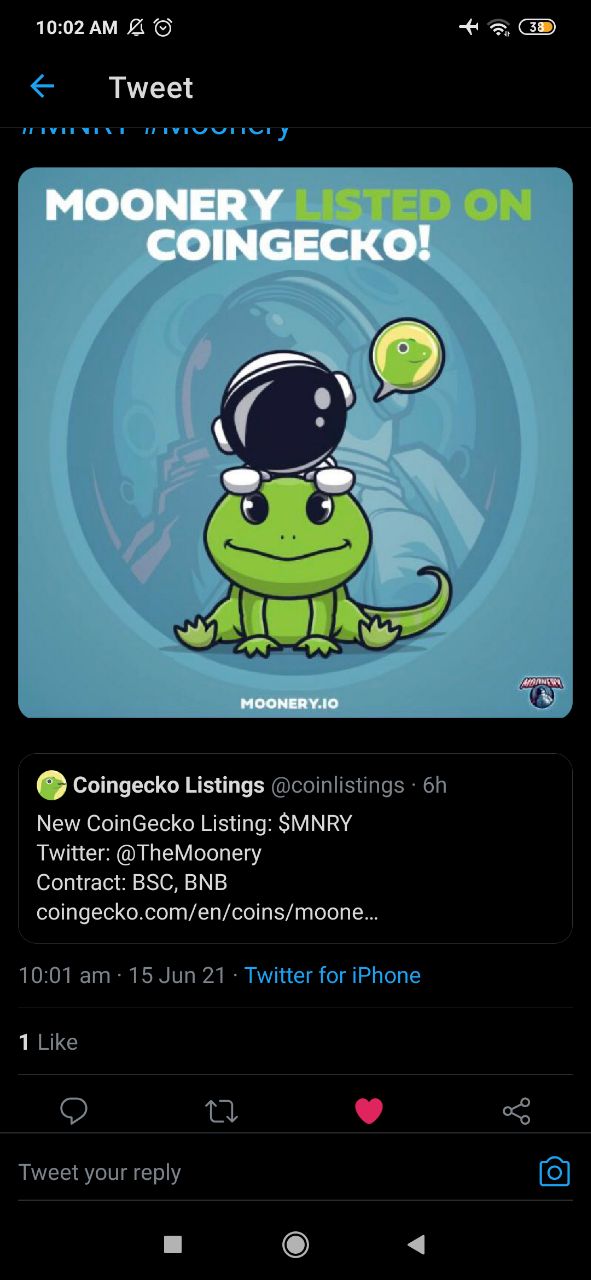 10:02 AM
38
Tweet
#MNRY #Moonery
MOONERY LISTED ON
COINGECKO!
MOONERY.IO
MOONERY
Coingecko Listings @coinlistings · 6h
New CoinGecko Listing: $MNRY
Twitter: @TheMoonery
Contract: BSC, BNB
coingecko.com/en/coins/moone…
10:01 am · 15 Jun 21 · Twitter for iPhone
1 Like
Tweet your reply